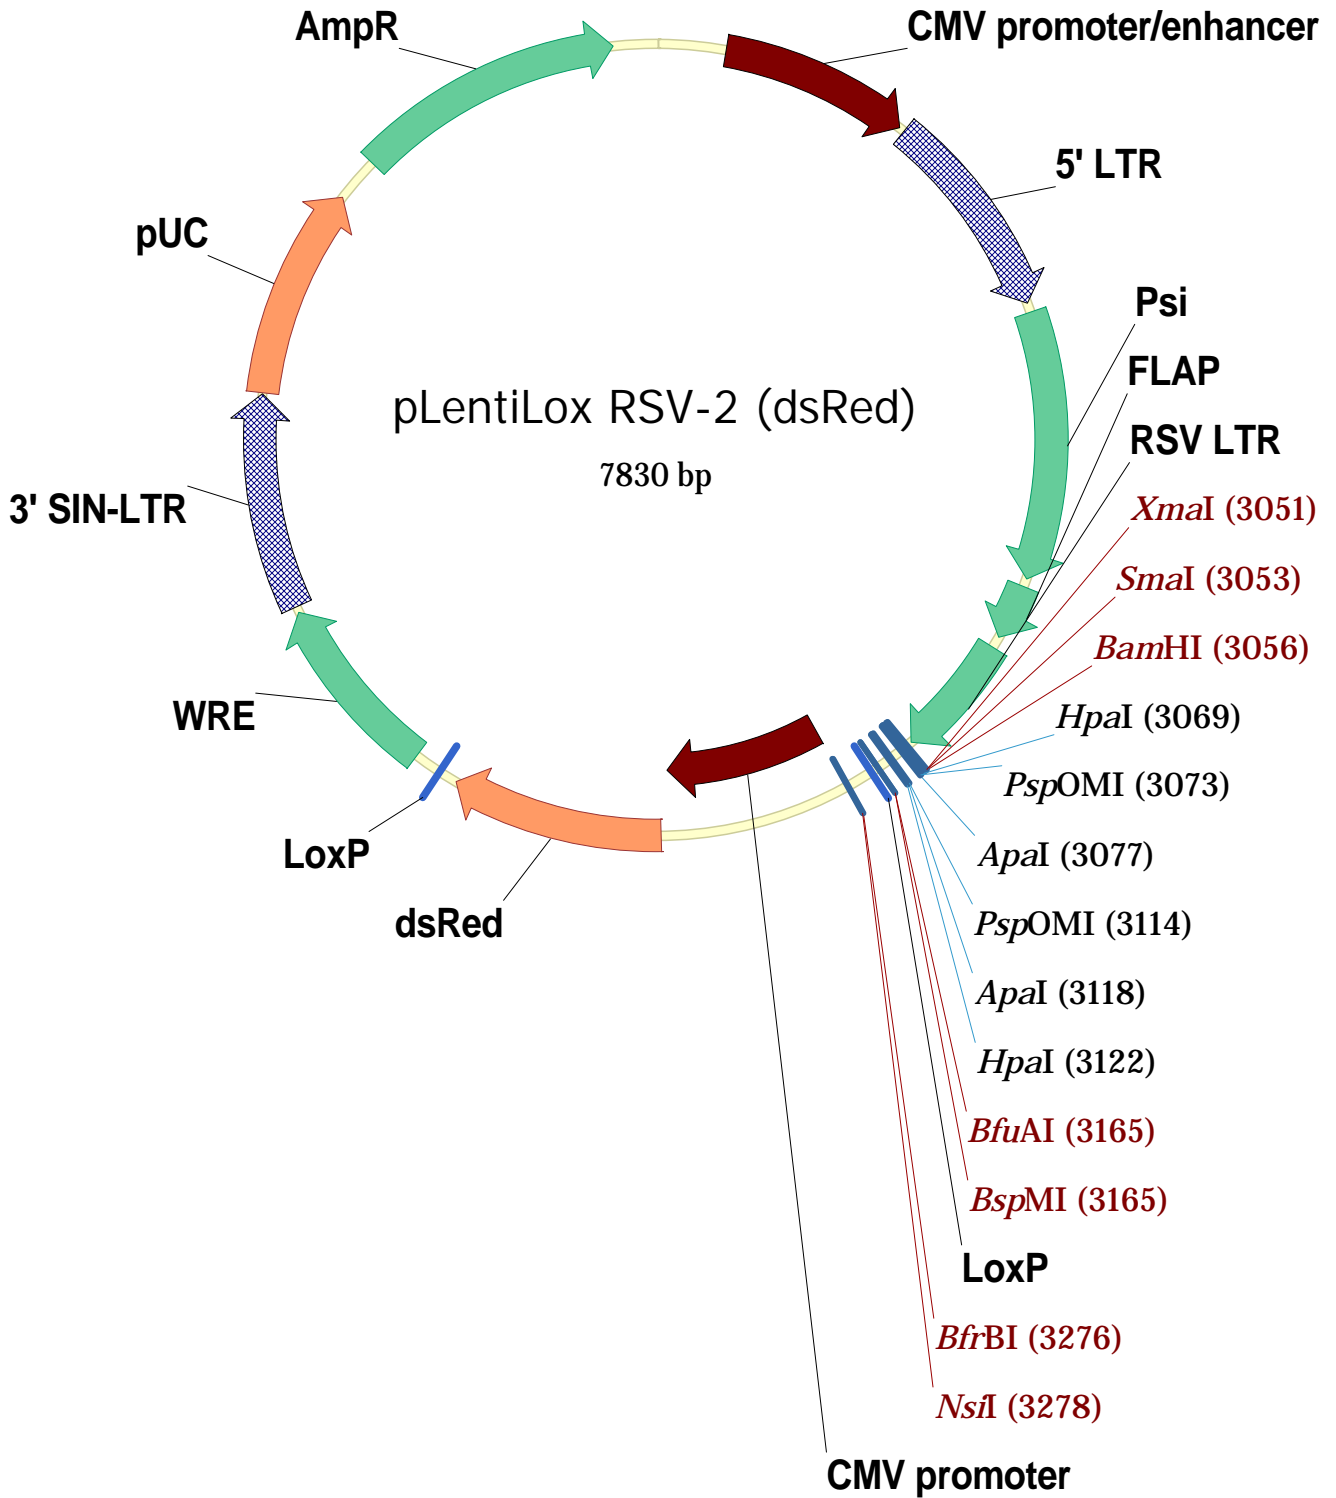 AmpR
CMV promoter/enhancer
5' LTR
pUC
Psi
FLAP
pLentiLox RSV-2 (dsRed)
RSV LTR
7830 bp
3' SIN-LTR
XmaI (3051)
SmaI (3053)
BamHI (3056)
WRE
HpaI (3069)
PspOMI (3073)
LoxP
ApaI (3077)
dsRed
PspOMI (3114)
ApaI (3118)
HpaI (3122)
BfuAI (3165)
BspMI (3165)
LoxP
BfrBI (3276)
NsiI (3278)
CMV promoter